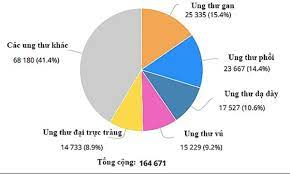 Ung thư gan
25 335 (15.4%)
Các ung thư khác
68 180 (41.4%)
Ung thư phổi
23 667 (14.4%)
Ung thư dạ dày
17 527 (10.6%)
Ung thư đại trực tràng
14 733 (8.9%)
Ung thư vú
15 229 (9.2%)
Tổng cộng: 164 671